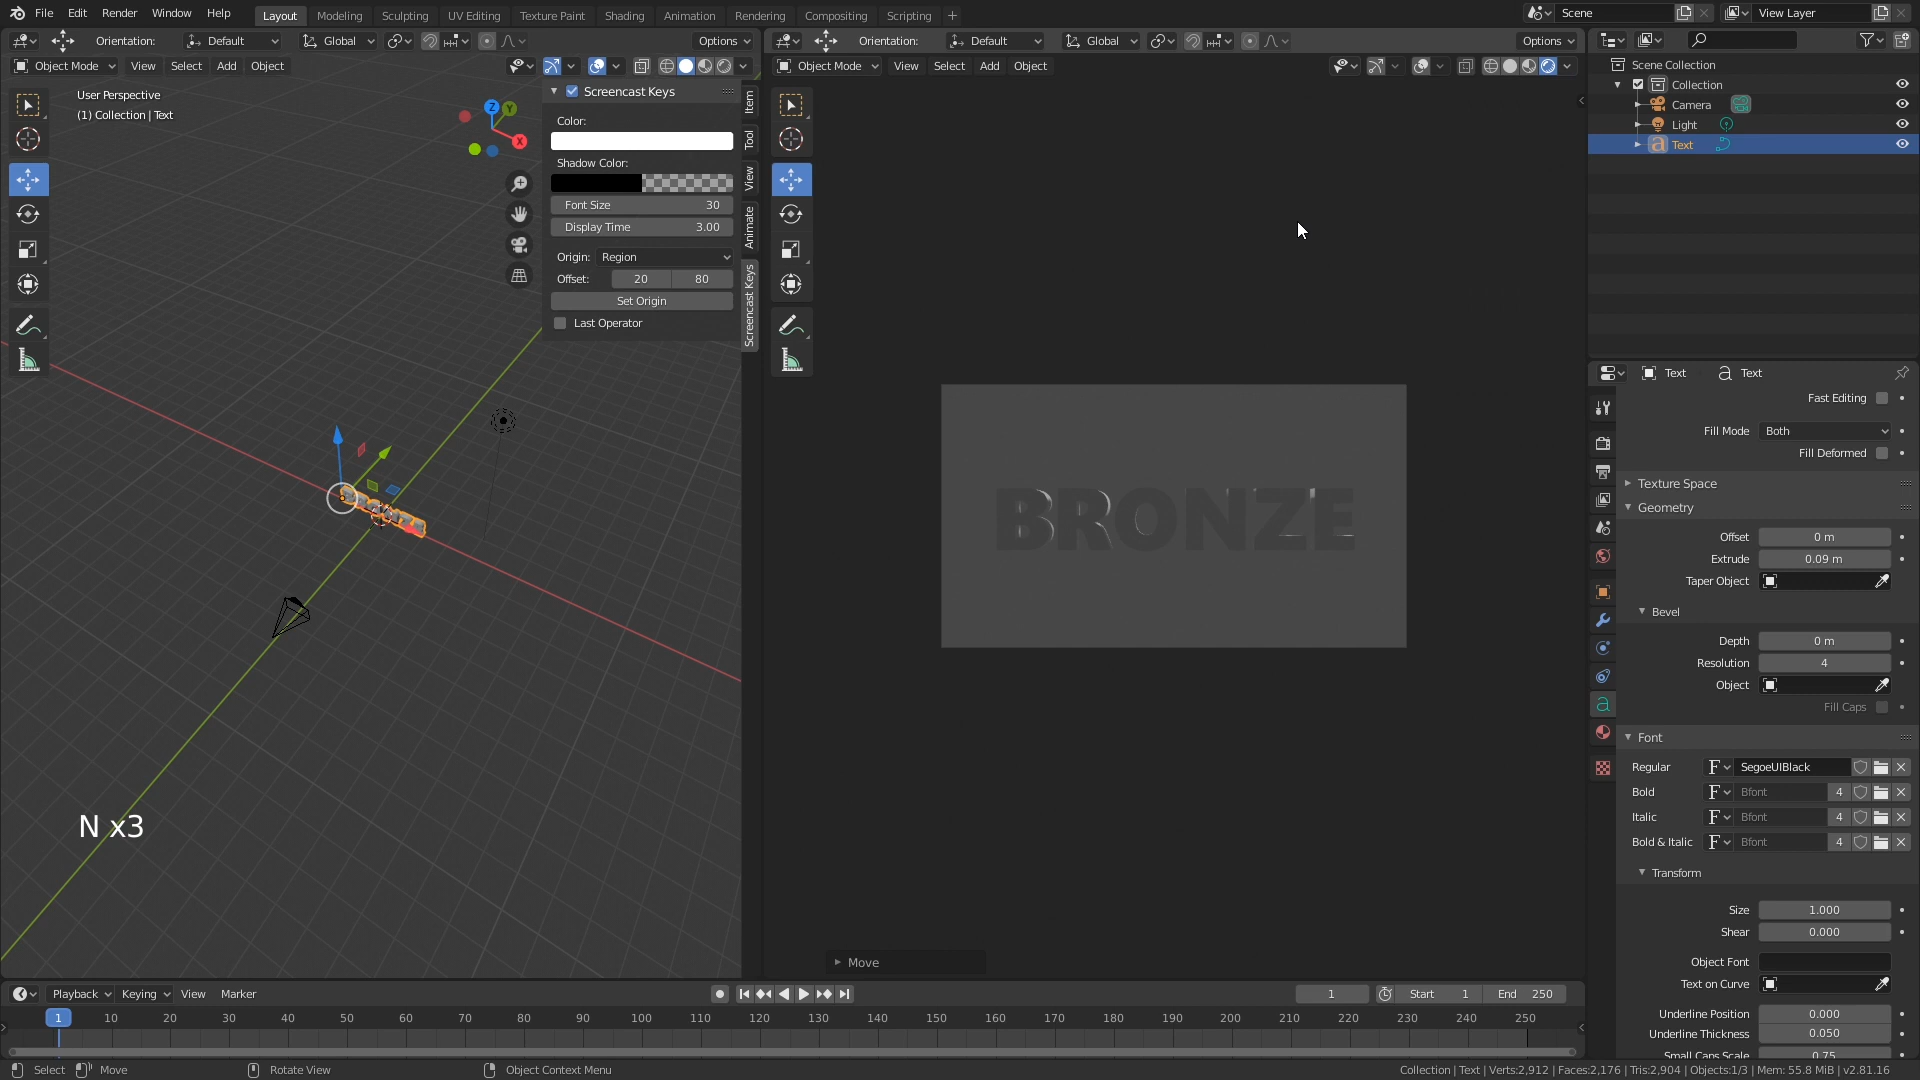 File Edit Render Window Help Layout Modeling Sculpting UV Editing Texture Paint Shading Animation Rendering Compositing Scripting + Scene View Layer
Orientation: Default Global Options Orientation: Default Global Options
Object Mode View Select Add Object Object Mode View Select Add Object
User Perspective
(1) Collection | Text
Z Y X
Screencast Keys
Color:
Shadow Color:
Font Size 30
Display Time 3.00
Origin: Region
Offset: 20 80
Set Origin
Last Operator
Item
Tool
View
Animate
Screencast Keys
BRONZE
N x3
Move
Scene Collection
Collection
Camera
Light
Text
Text Text
Fast Editing
Fill Mode Both
Fill Deformed
Texture Space
Geometry
Offset 0 m
Extrude 0.09 m
Taper Object
Bevel
Depth 0 m
Resolution 4
Object
Fill Caps
Font
Regular F SegoeUIBlack
Bold F Bfont 4
Italic F Bfont 4
Bold & Italic F Bfont 4
Transform
Size 1.000
Shear 0.000
Object Font
Text on Curve
Underline Position 0.000
Underline Thickness 0.050
Small Caps Scale 0.75
Playback Keying View Marker 1 Start 1 End 250
1 10 20 30 40 50 60 70 80 90 100 110 120 130 140 150 160 170 180 190 200 210 220 230 240 250
Select Move Rotate View Object Context Menu Collection | Text | Verts:2,912 | Faces:2,176 | Tris:2,904 | Objects:1/3 | Mem: 55.8 MiB | v2.81.16